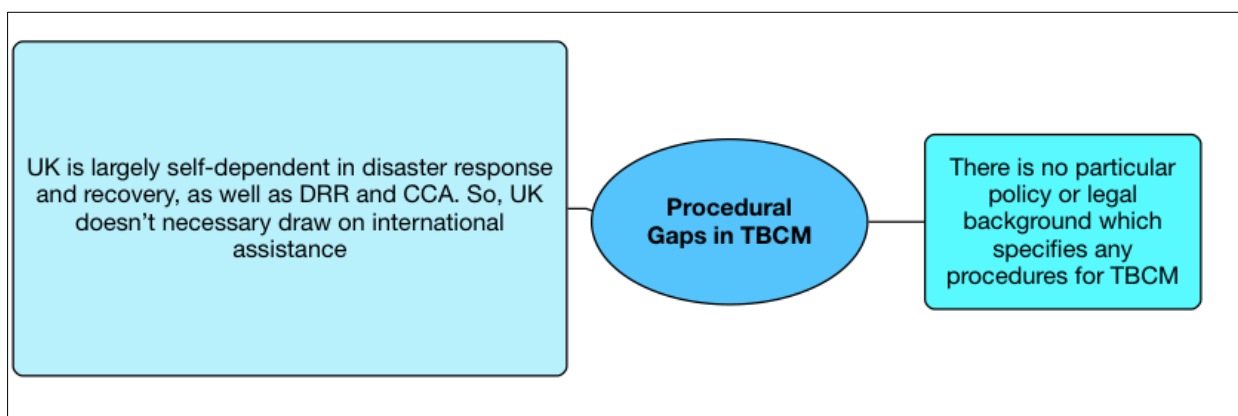 UK is largely self-dependent in disaster response
and recovery, as well as DRR and CCA. So, UK
doesn't necessary draw on international
assistance
Procedural
Gaps in TBCM
There is no particular
policy or legal
background which
specifies any
procedures for TBCM